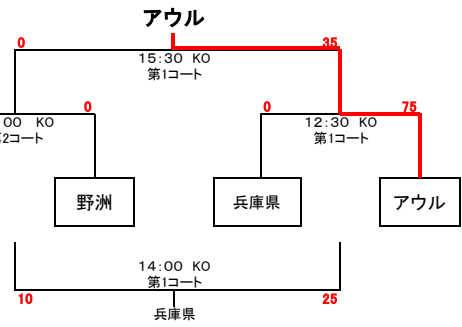 アウル
0 35
15:30 KO
第1コート
0 0 75
:00 KO 12:30 KO
2コート 第1コート
野洲 兵庫県 アウル
14:00 KO
第1コート
10 25
兵庫県